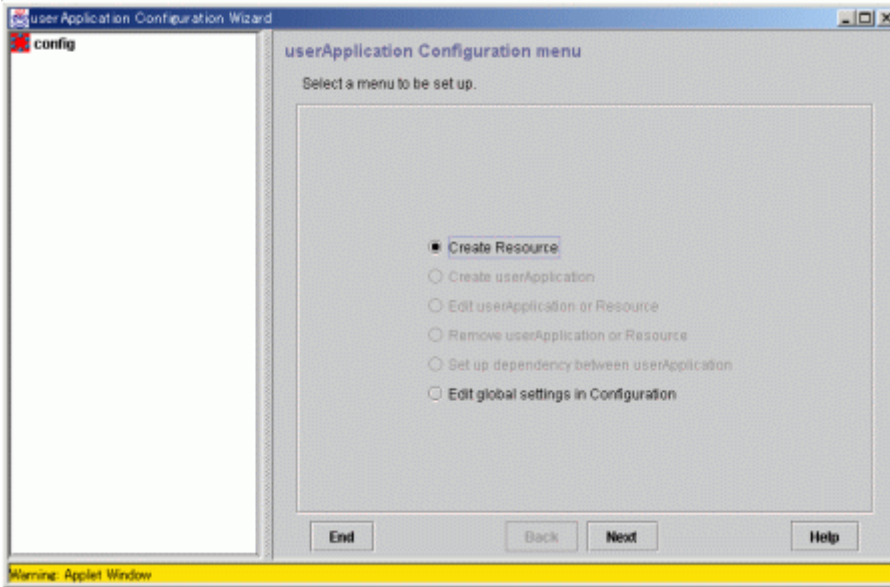 userApplication Configuration Wizard
config
userApplication Configuration menu
Select a menu to be set up.
Create Resource
Create userApplication
Edit userApplication or Resource
Remove userApplication or Resource
Set up dependency between userApplication
Edit global settings in Configuration
End
Back
Next
Help
Warning: Applet Window